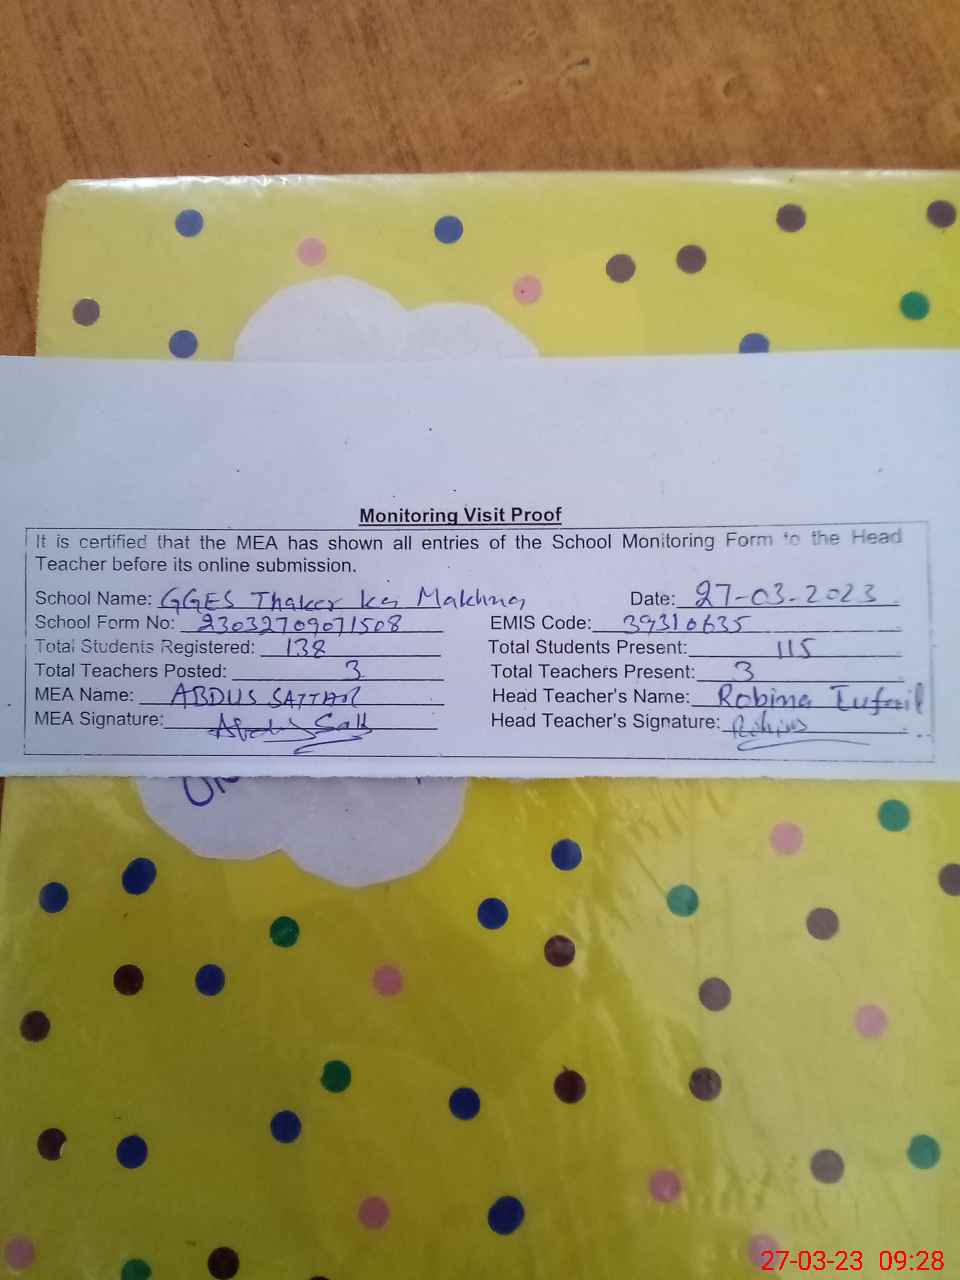 Monitoring Visit Proof
It is certified that the MEA has shown all entries of the School Monitoring Form to the Head
Teacher before its online submission.
School Name: GGES Thaker Key Makhna Date: 27-03-2023
School Form No: 23032709071508 EMIS Code: 39310635
Total Students Registered: 138 Total Students Present: 115
Total Teachers Posted: 3 Total Teachers Present: 3
MEA Name: ABDUS SATTAR Head Teacher's Name: Robina Tufail
MEA Signature: Abdus Satt Head Teacher's Signature: Robina
27-03-23 09:28